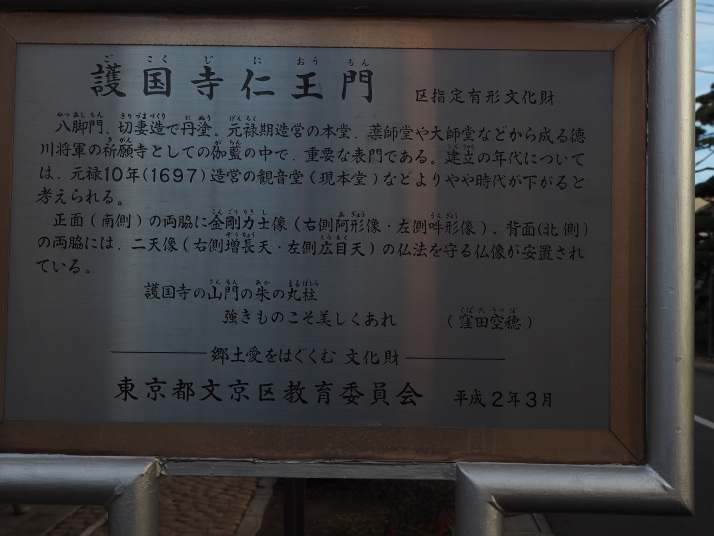 護国寺仁王門 区指定有形文化財
八脚門、切妻造で丹塗。元禄期造営の本堂、薬師堂や大師堂などから成る徳
川将軍の祈願寺としての伽藍の中で、重要な表門である。建立の年代について
は、元禄10年(1697)造営の観音堂(現本堂)などよりやや時代が下がると
考えられる。
正面(南側)の両脇に金剛力士像(右側阿形像・左側吽形像)、背面(北側)
の両脇には、二天像(右側増長天・左側広目天)の仏法を守る仏像が安置され
ている。
護国寺の山門の朱の丸柱
強きものこそ美しくあれ (窪田空穂)
郷土愛をはぐくむ 文化財
東京都文京区教育委員会 平成2年3月